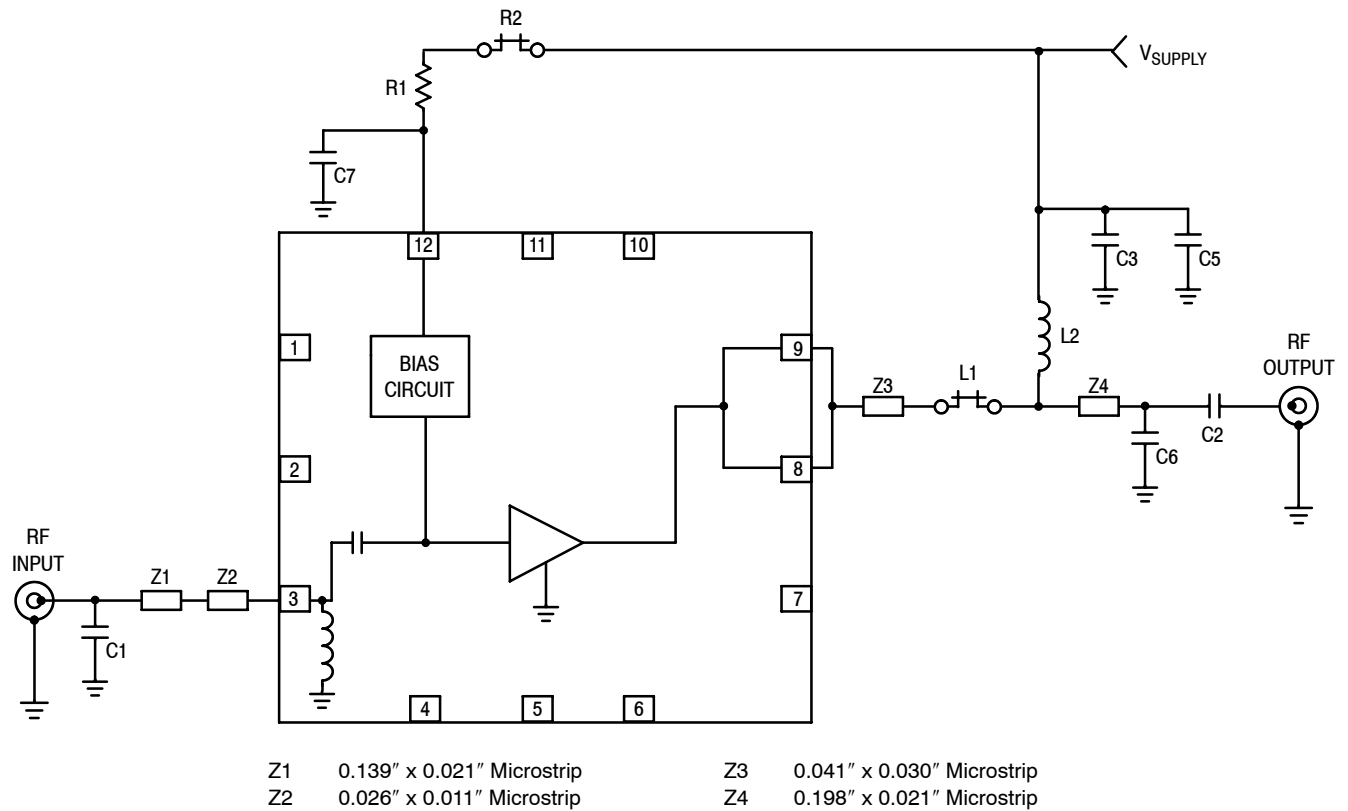 R2
V_SUPPLY
R1
C7
12
11
10
C3
C5
1
BIAS
CIRCUIT
9
L2
RF
OUTPUT
Z3
L1
Z4
C2
2
8
C6
RF
INPUT
Z1
Z2
3
7
C1
4
5
6
Z1 0.139″ x 0.021″ Microstrip
Z2 0.026″ x 0.011″ Microstrip
Z3 0.041″ x 0.030″ Microstrip
Z4 0.198″ x 0.021″ Microstrip